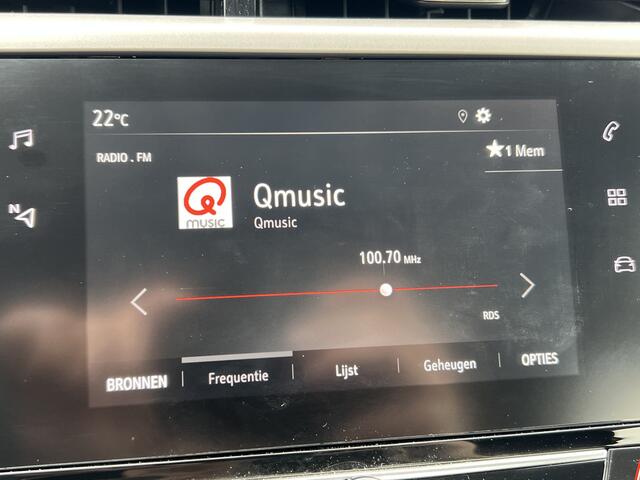 22°C
RADIO . FM
★1 Mem
N
Q
music
Qmusic
Qmusic
100.70 MHz
RDS
BRONNEN
Frequentie
Lijst
Geheugen
OPTIES